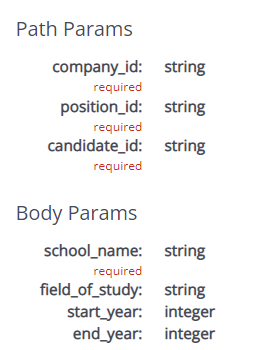 Path Params
company_id: string
required
position_id: string
required
candidate_id: string
required
Body Params
school_name: string
required
field_of_study: string
start_year: integer
end_year: integer